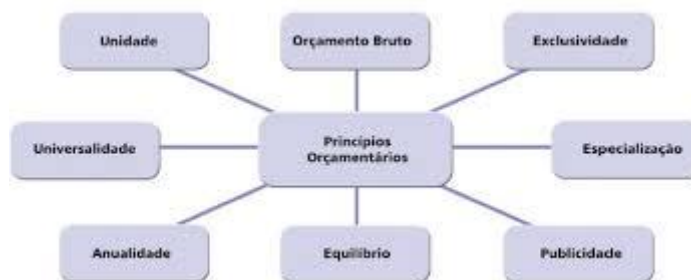 Unidade
Orçamento Bruto
Exclusividade
Universalidade
Princípios
Orçamentários
Especialização
Anualidade
Equilíbrio
Publicidade